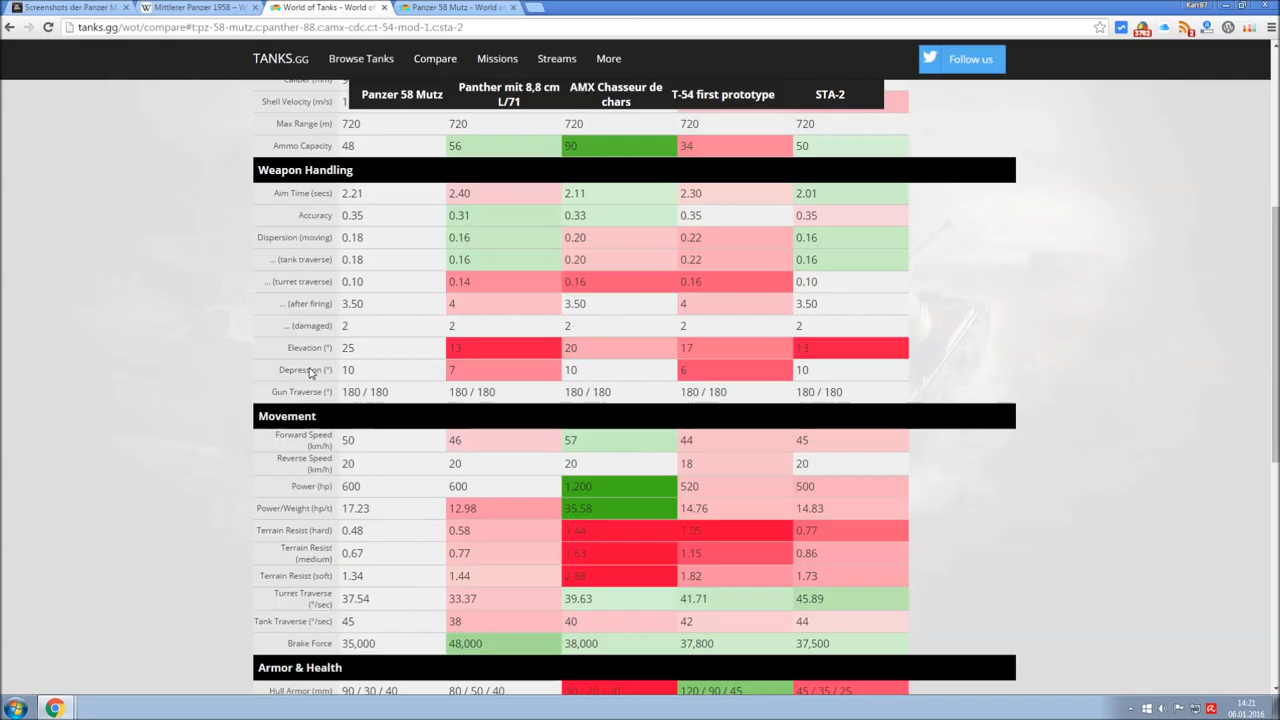 Screenshots der Panzer M
Mittlerer Panzer 1958 – W
World of Tanks - World of
Panzer 58 Mutz - World of
Karr87
tanks.gg/wot/compare#t:pz-58-mutz.c:panther-88.c:amx-cdc.c:t-54-mod-1.c:sta-2
TANKS.GG Browse Tanks Compare Missions Streams More Follow us
Panzer 58 Mutz Panther mit 8,8 cm L/71 AMX Chasseur de chars T-54 first prototype STA-2
Shell Velocity (m/s)
Max Range (m) 720 720 720 720 720
Ammo Capacity 48 56 90 34 50
Weapon Handling
Aim Time (secs) 2.21 2.40 2.11 2.30 2.01
Accuracy 0.35 0.31 0.33 0.35 0.35
Dispersion (moving) 0.18 0.16 0.20 0.22 0.16
... (tank traverse) 0.18 0.16 0.20 0.22 0.16
... (turret traverse) 0.10 0.14 0.16 0.16 0.10
... (after firing) 3.50 4 3.50 4 3.50
... (damaged) 2 2 2 2 2
Elevation (°) 25 13 20 17 13
Depression (°) 10 7 10 6 10
Gun Traverse (°) 180 / 180 180 / 180 180 / 180 180 / 180 180 / 180
Movement
Forward Speed (km/h) 50 46 57 44 45
Reverse Speed (km/h) 20 20 20 18 20
Power (hp) 600 600 1,200 520 500
Power/Weight (hp/t) 17.23 12.98 35.58 14.76 14.83
Terrain Resist (hard) 0.48 0.58 1.44 1.05 0.77
Terrain Resist (medium) 0.67 0.77 1.63 1.15 0.86
Terrain Resist (soft) 1.34 1.44 2.88 1.82 1.73
Turret Traverse (°/sec) 37.54 33.37 39.63 41.71 45.89
Tank Traverse (°/sec) 45 38 40 42 44
Brake Force 35,000 48,000 38,000 37,800 37,500
Armor & Health
Hull Armor (mm) 90 / 30 / 40 80 / 50 / 40 30 / 20 / 20 120 / 90 / 45 45 / 35 / 25
14:21
06.01.2016